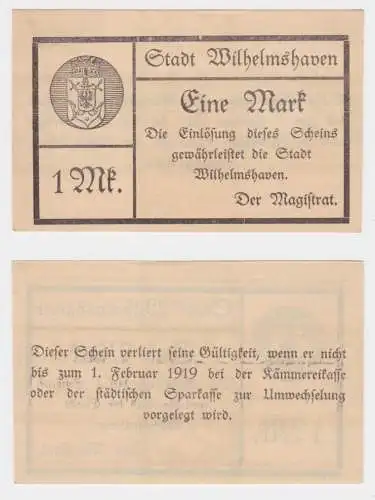 Stadt Wilhelmshaven
Eine Mark
Die Einlösung dieses Scheins
gewährleistet die Stadt
Wilhelmshaven.
1 Mk.
Der Magistrat.
Dieser Schein verliert seine Gültigkeit, wenn er nicht
bis zum 1. Februar 1919 bei der Kämmereikasse
oder der städtischen Sparkasse zur Umwechselung
vorgelegt wird.